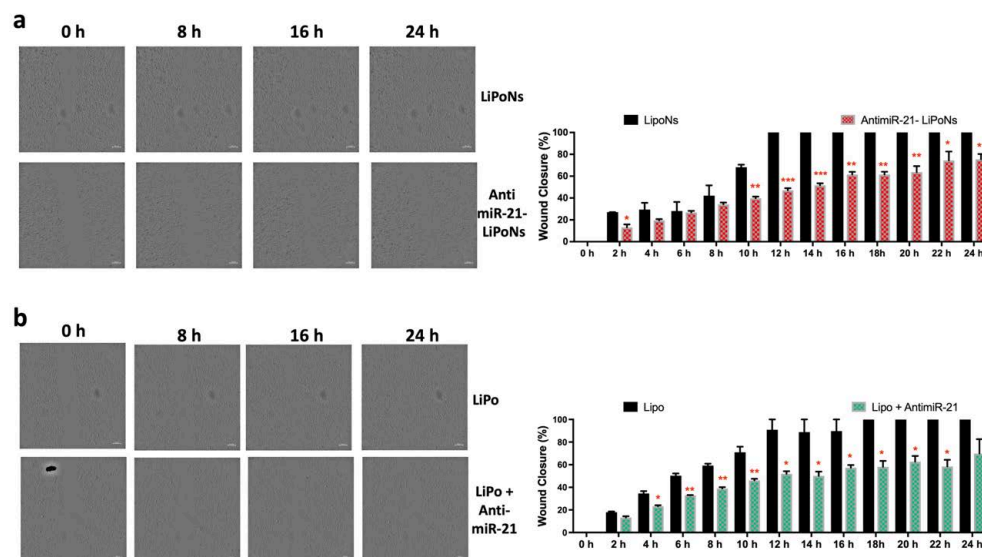 a
0 h 8 h 16 h 24 h
LiPoNs
Anti
miR-21-
LiPoNs
LipoNs AntimiR-21- LiPoNs
Wound Closure (%)
100
80
60
40
20
0
* ** *** *** ** ** ** * *
0 h 2 h 4 h 6 h 8 h 10 h 12 h 14 h 16 h 18h 20 h 22 h 24 h
b
0 h 8 h 16 h 24 h
LiPo
LiPo +
Anti-
miR-21
Lipo Lipo + AntimiR-21
Wound Closure (%)
100
80
60
40
20
0
* ** ** ** * * * * * *
0 h 2 h 4 h 6 h 8 h 10 h 12 h 14 h 16 h 18h 20 h 22 h 24 h